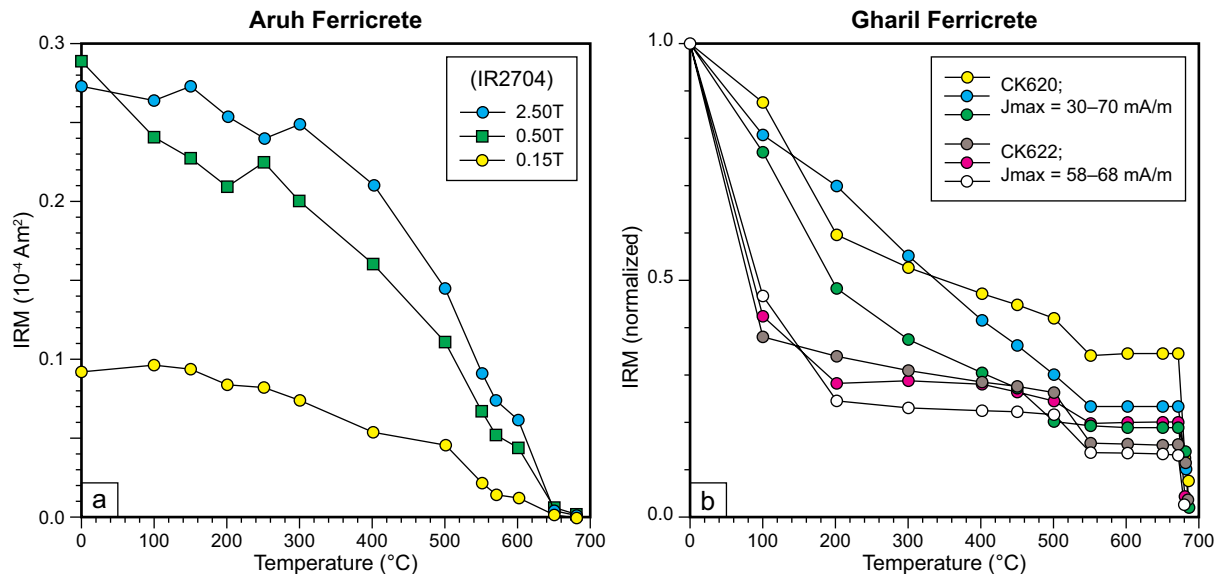 Aruh Ferricrete
0.3
0.2
0.1
0.0
IRM (10⁻⁴ Am²)
(IR2704)
2.50T
0.50T
0.15T
a
0 100 200 300 400 500 600 700
Temperature (°C)
Gharil Ferricrete
1.0
0.5
0.0
IRM (normalized)
CK620;
Jmax = 30–70 mA/m
CK622;
Jmax = 58–68 mA/m
b
0 100 200 300 400 500 600 700
Temperature (°C)